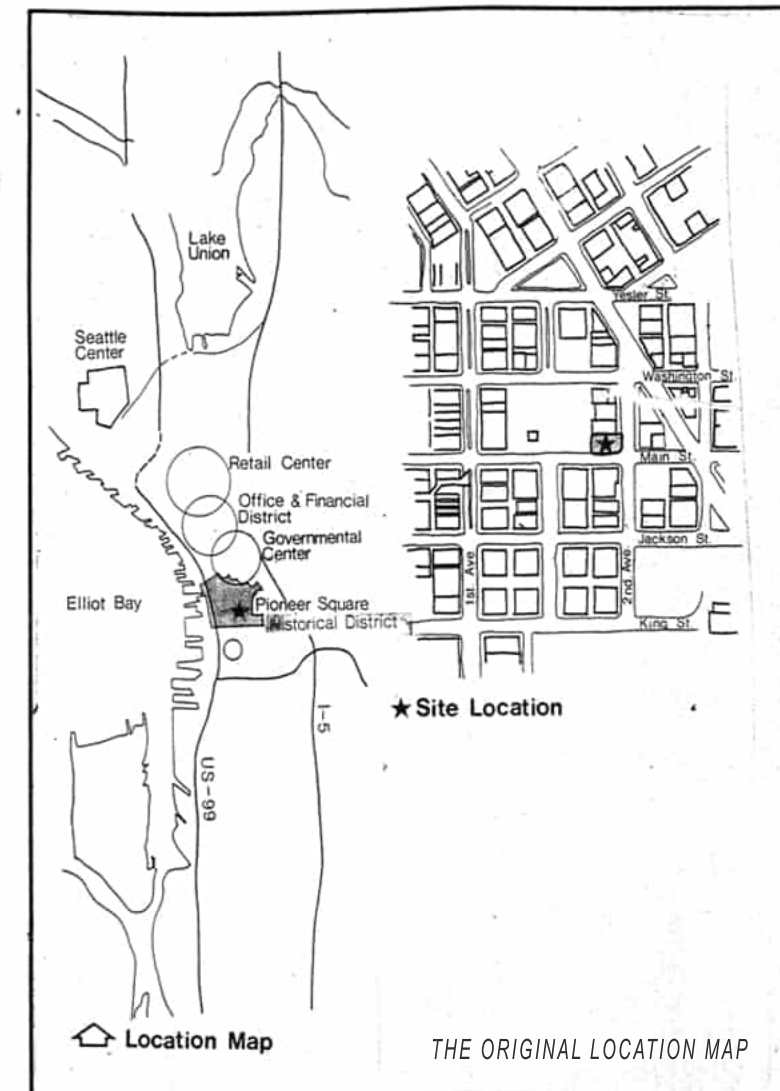 Lake
Union
Seattle
Center
Retail Center
Office & Financial
District
Governmental
Center
Elliot Bay
Pioneer Square
Historical District
I-5
US-99
Location Map
Yesler St.
Washington St.
Main St.
Jackson St.
1st. Ave
2nd Ave
King St.
★ Site Location
THE ORIGINAL LOCATION MAP